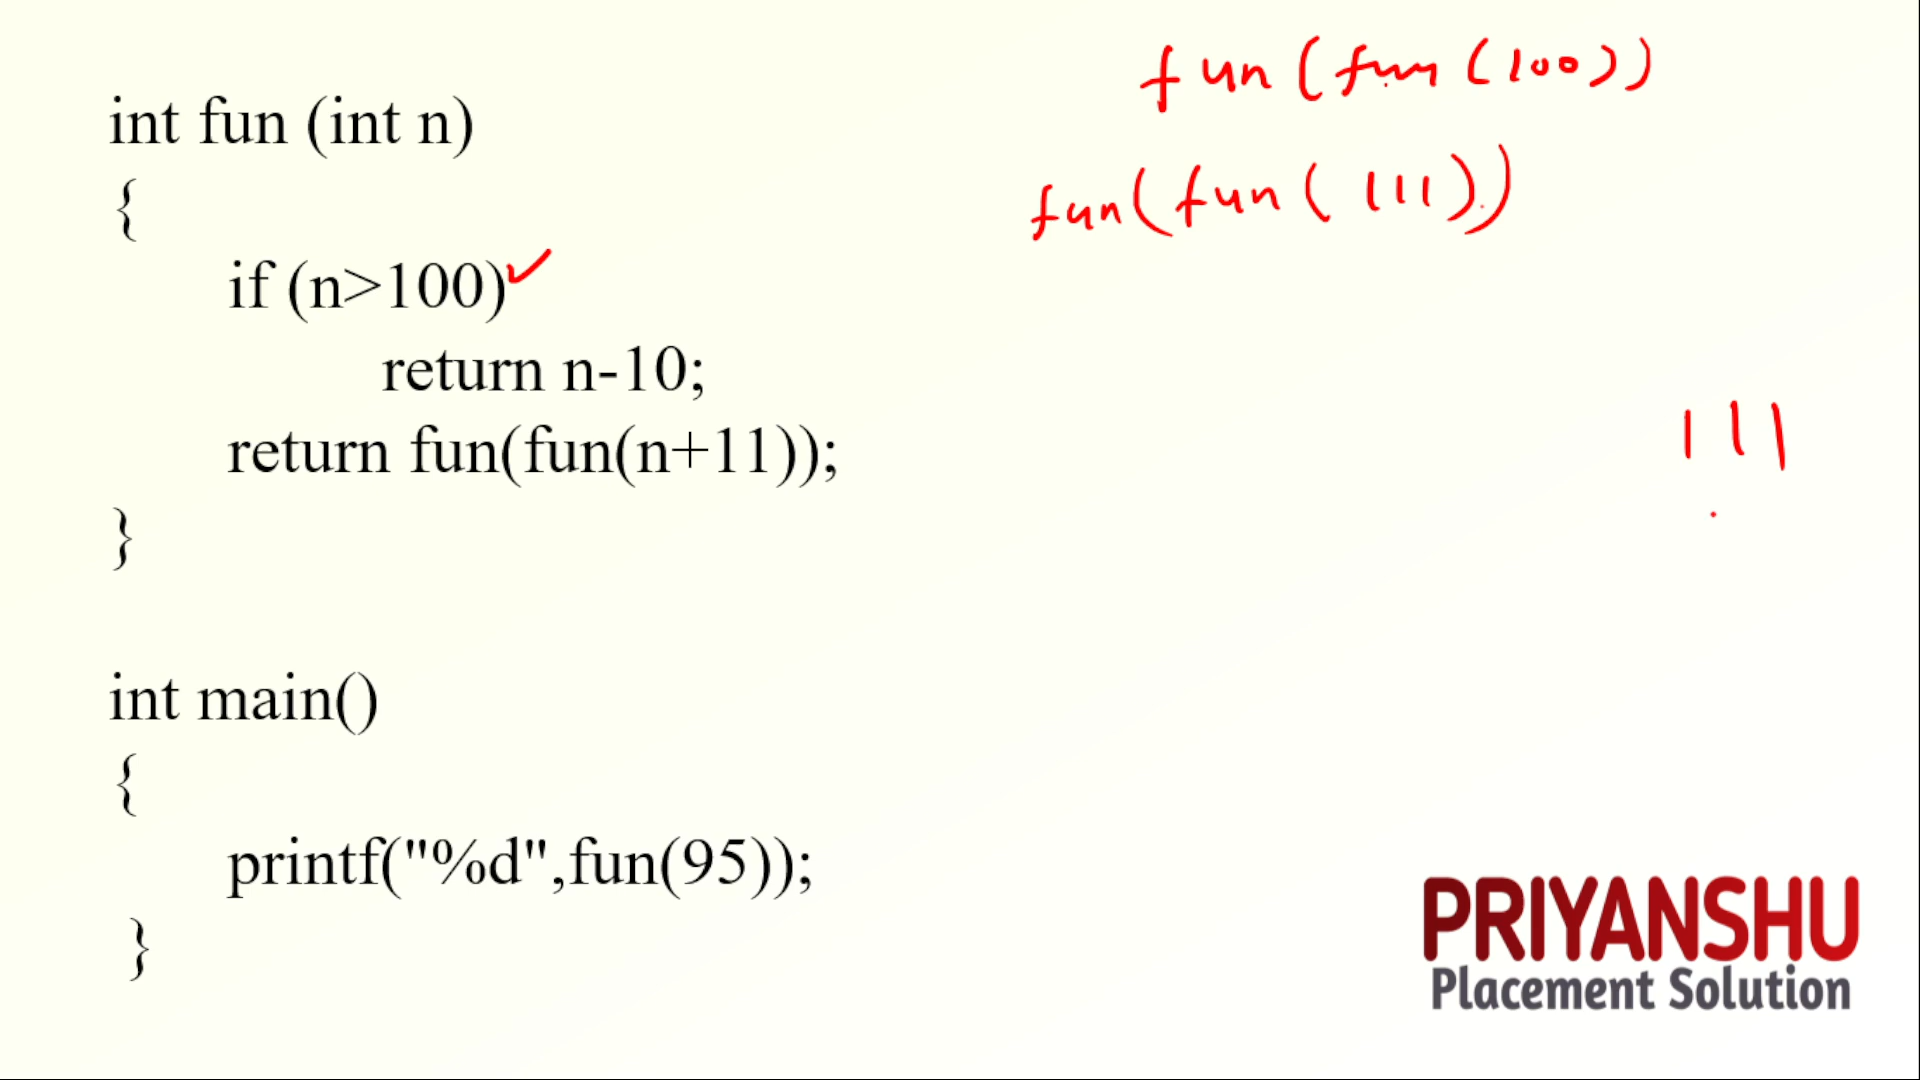 int fun (int n)
{
if (n>100)
return n-10;
return fun(fun(n+11));
}
int main()
{
printf("%d",fun(95));
}
fun(fun(100))
fun(fun(111))
111
PRIYANSHU
Placement Solution